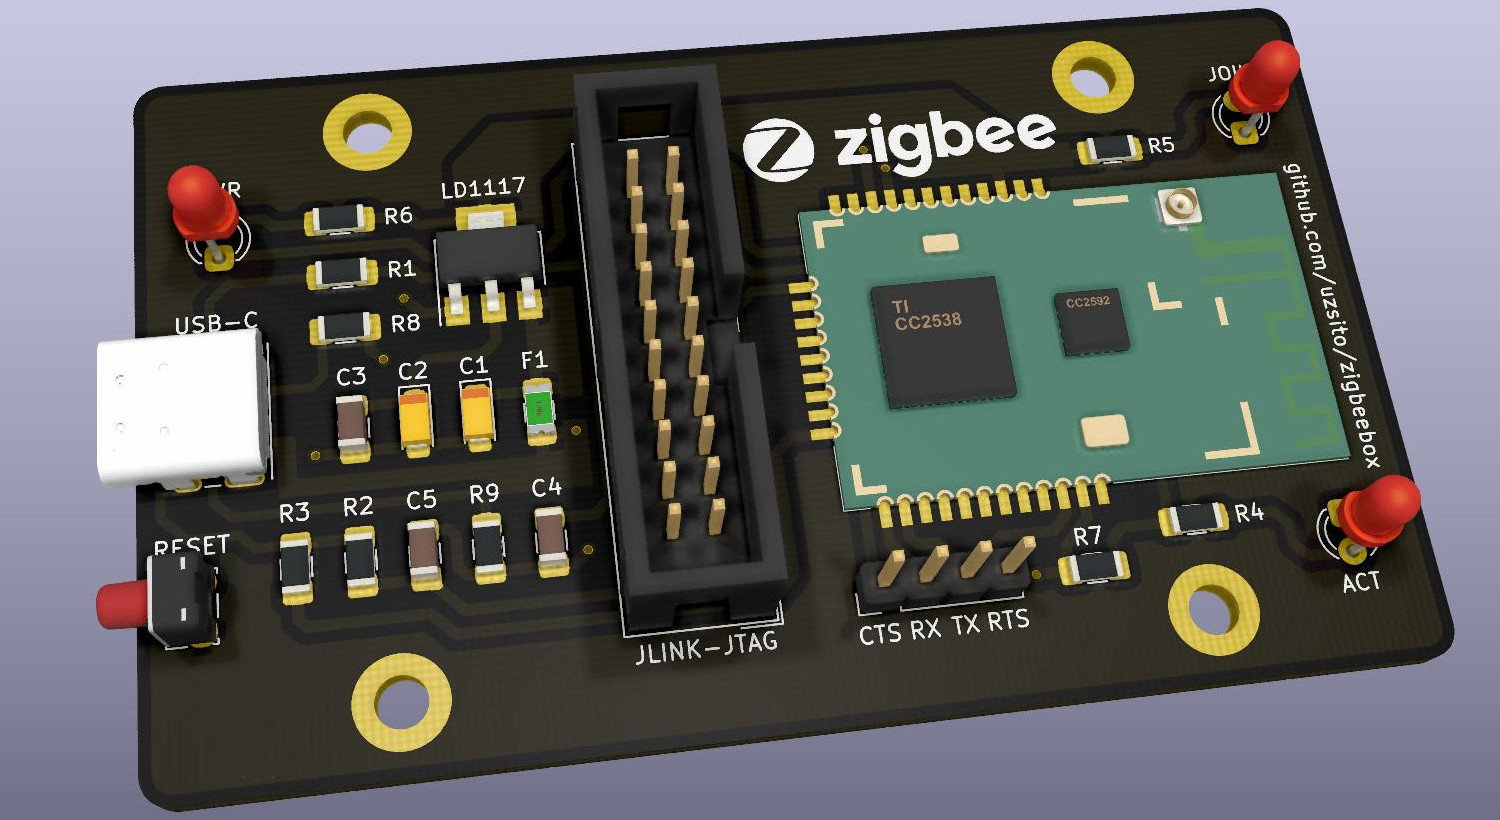 zigbee
R5
LD1117
R6
R1
R8
USB-C
C3
C2
C1
F1
TI
CC2538
CC2592
github.com/uzsito/zigbeebox
R3
R2
C5
R9
C4
RESET
R4
R7
ACT
CTS RX TX RTS
JLINK-JTAG